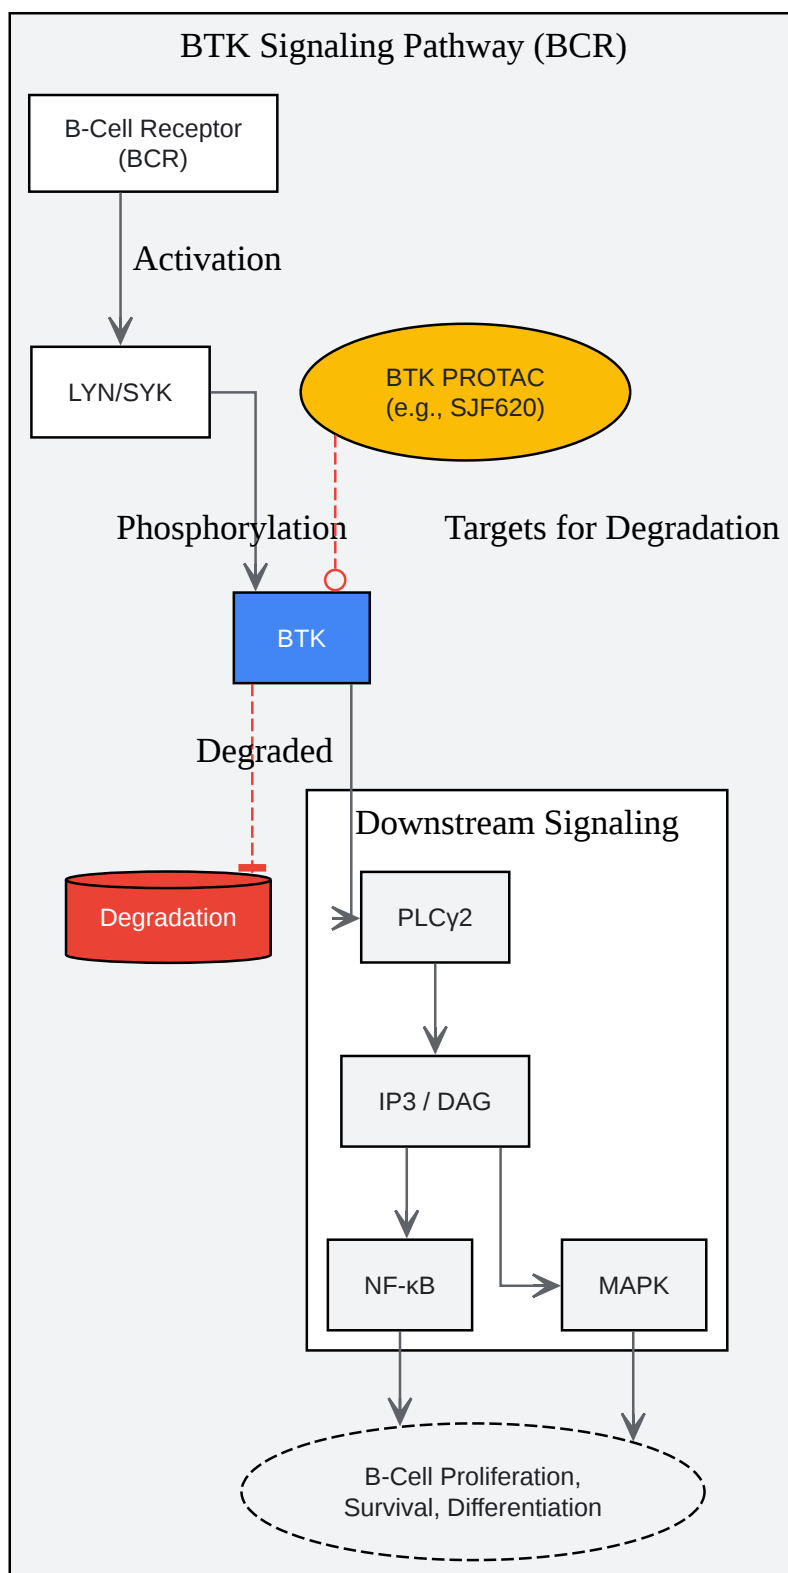 BTK Signaling Pathway (BCR)
B-Cell Receptor
(BCR)
Activation
LYN/SYK
BTK PROTAC
(e.g., SJF620)
Phosphorylation
Targets for Degradation
BTK
Degraded
Downstream Signaling
Degradation
PLCγ2
IP3 / DAG
NF-κB
MAPK
B-Cell Proliferation,
Survival, Differentiation